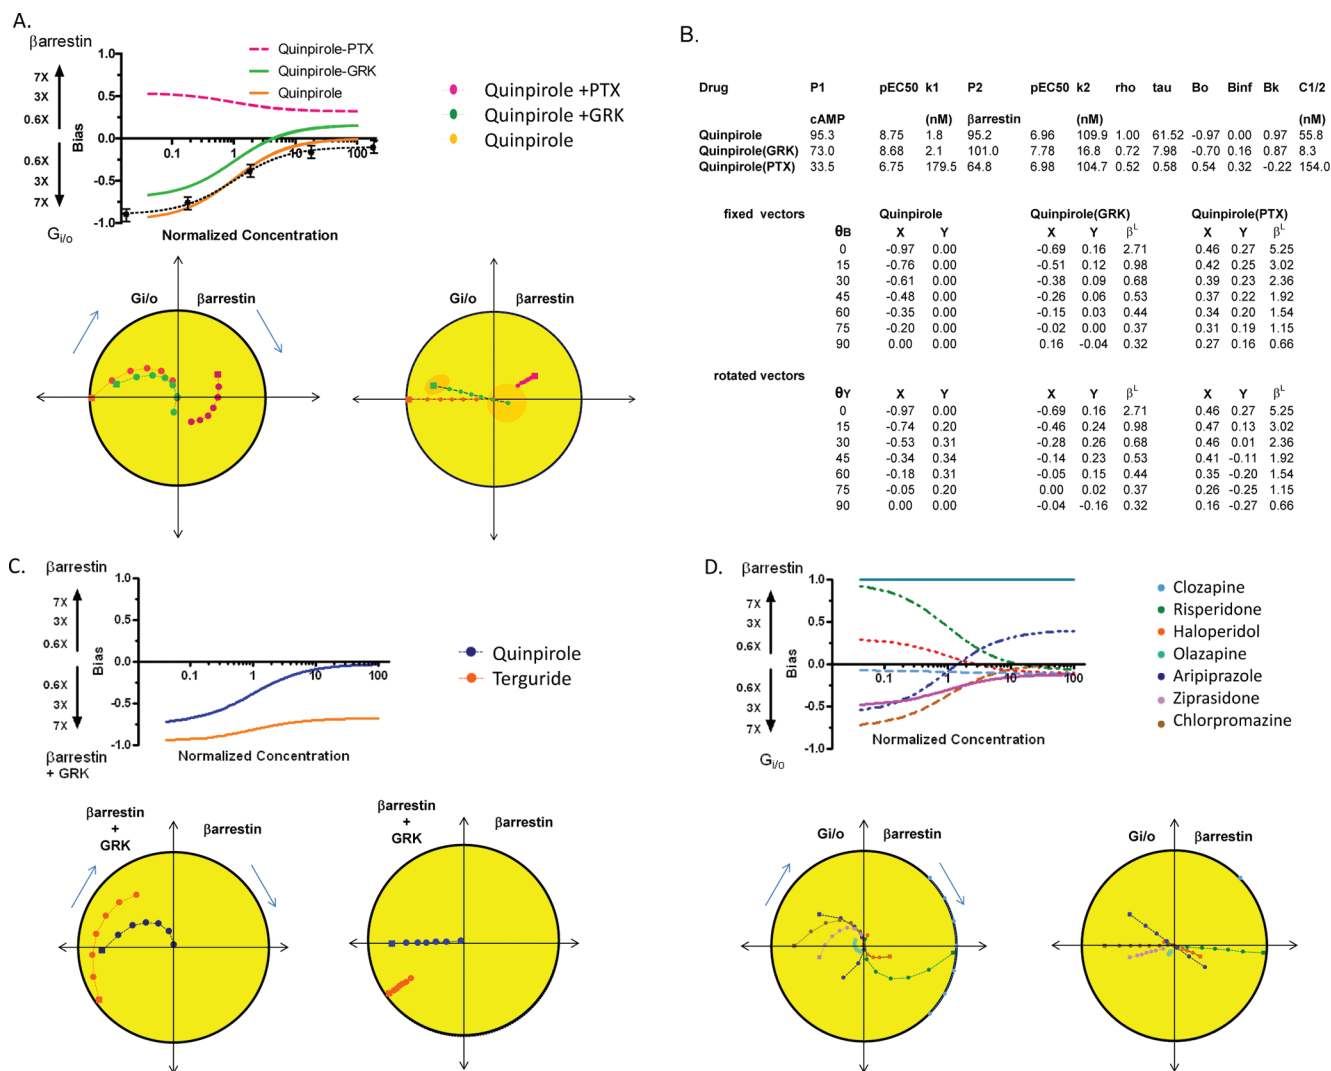 A.
βarrestin
7X
3X
0.6X
0.6X
3X
7X
Gi/o
Bias
1.0
0.5
0.0
-0.5
-1.0
0.1 1 10 100
Normalized Concentration
Quinpirole-PTX
Quinpirole-GRK
Quinpirole
Quinpirole +PTX
Quinpirole +GRK
Quinpirole
Gi/o βarrestin
Gi/o βarrestin
B.
Drug P1 pEC50 k1 P2 pEC50 k2 rho tau Bo Binf Bk C1/2
cAMP (nM) βarrestin (nM) (nM)
Quinpirole 95.3 8.75 1.8 95.2 6.96 109.9 1.00 61.52 -0.97 0.00 0.97 55.8
Quinpirole(GRK) 73.0 8.68 2.1 101.0 7.78 16.8 0.72 7.98 -0.70 0.16 0.87 8.3
Quinpirole(PTX) 33.5 6.75 179.5 64.8 6.98 104.7 0.52 0.58 0.54 0.32 -0.22 154.0
fixed vectors Quinpirole Quinpirole(GRK) Quinpirole(PTX)
θB X Y X Y βL X Y βL
0 -0.97 0.00 -0.69 0.16 2.71 0.46 0.27 5.25
15 -0.76 0.00 -0.51 0.12 0.98 0.42 0.25 3.02
30 -0.61 0.00 -0.38 0.09 0.68 0.39 0.23 2.36
45 -0.48 0.00 -0.26 0.06 0.53 0.37 0.22 1.92
60 -0.35 0.00 -0.15 0.03 0.44 0.34 0.20 1.54
75 -0.20 0.00 -0.02 0.00 0.37 0.31 0.19 1.15
90 0.00 0.00 0.16 -0.04 0.32 0.27 0.16 0.66
rotated vectors
θY X Y X Y βL X Y βL
0 -0.97 0.00 -0.69 0.16 2.71 0.46 0.27 5.25
15 -0.74 0.20 -0.46 0.24 0.98 0.47 0.13 3.02
30 -0.53 0.31 -0.28 0.26 0.68 0.46 0.01 2.36
45 -0.34 0.34 -0.14 0.23 0.53 0.41 -0.11 1.92
60 -0.18 0.31 -0.05 0.15 0.44 0.35 -0.20 1.54
75 -0.05 0.20 0.00 0.02 0.37 0.26 -0.25 1.15
90 0.00 0.00 -0.04 -0.16 0.32 0.16 -0.27 0.66
C.
βarrestin
7X
3X
0.6X
0.6X
3X
7X
βarrestin
+ GRK
Bias
1.0
0.5
0.0
-0.5
-1.0
0.1 1 10 100
Normalized Concentration
Quinpirole
Terguride
βarrestin
+
GRK
βarrestin
βarrestin
+
GRK
βarrestin
D.
βarrestin
7X
3X
0.6X
0.6X
3X
7X
Gi/o
Bias
1.0
0.5
0.0
-0.5
-1.0
0.1 1 10 100
Normalized Concentration
Clozapine
Risperidone
Haloperidol
Olazapine
Aripiprazole
Ziprasidone
Chlorpromazine
Gi/o βarrestin
Gi/o βarrestin